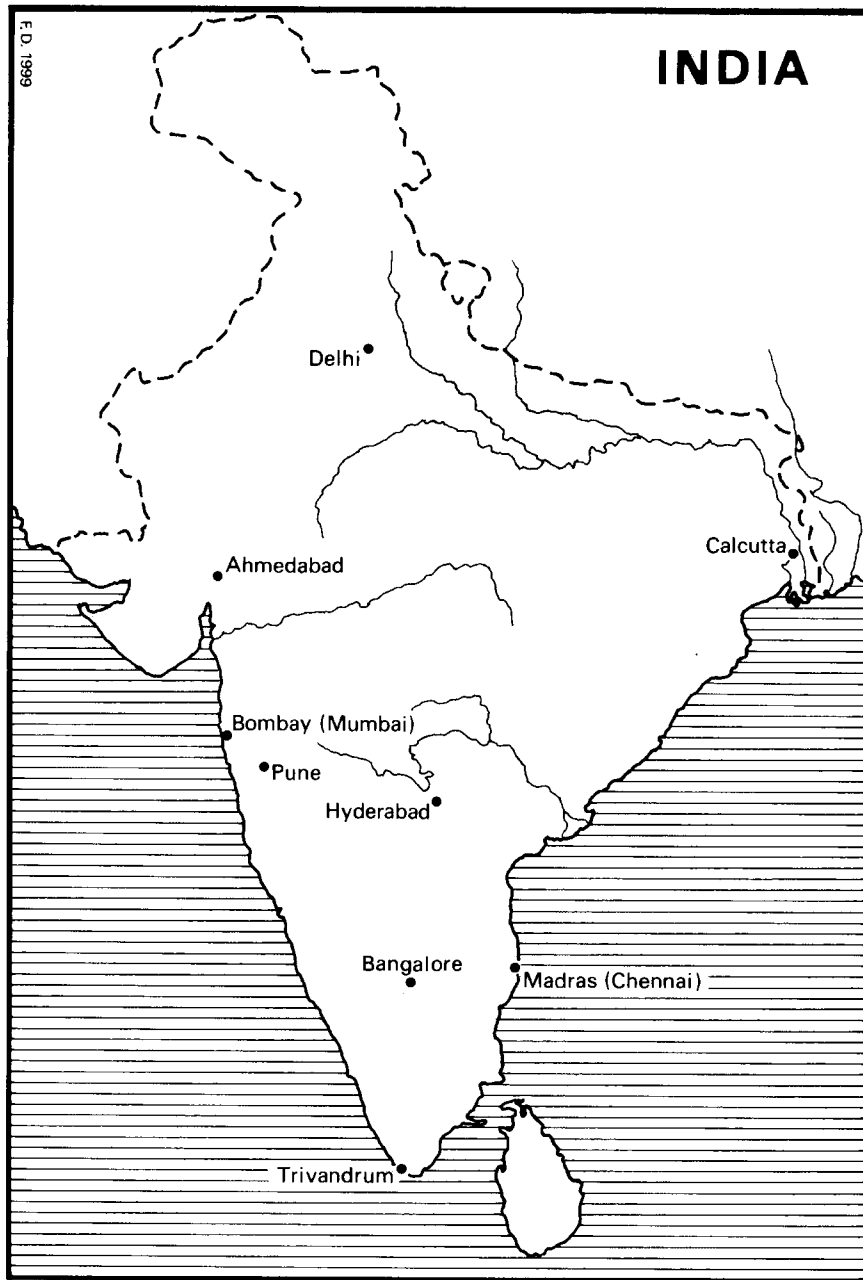 F.D. 1999
INDIA
Delhi
Ahmedabad
Calcutta
Bombay (Mumbai)
Pune
Hyderabad
Bangalore
Madras (Chennai)
Trivandrum